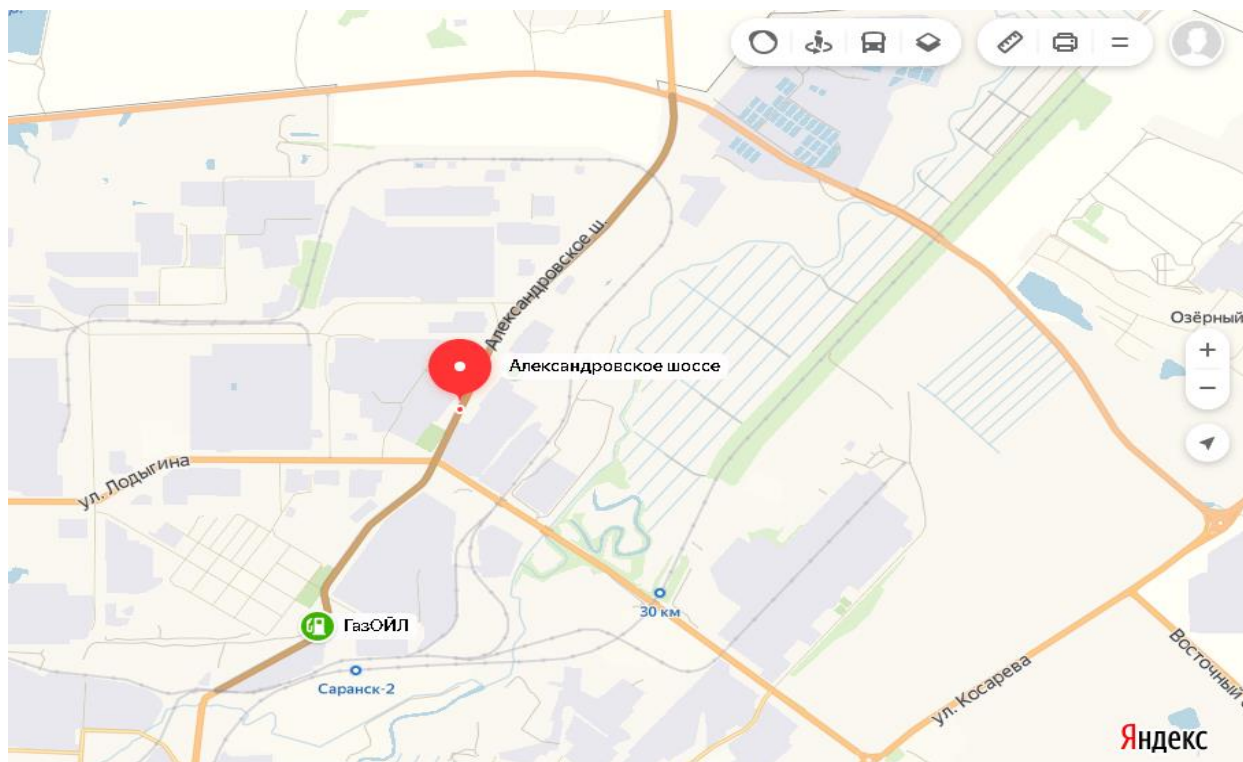 Александровское ш.
Озёрный
Александровское шоссе
ул. Лодыгина
30 км
ГазОЙЛ
Саранск-2
ул. Косарева
Восточный
Яндекс